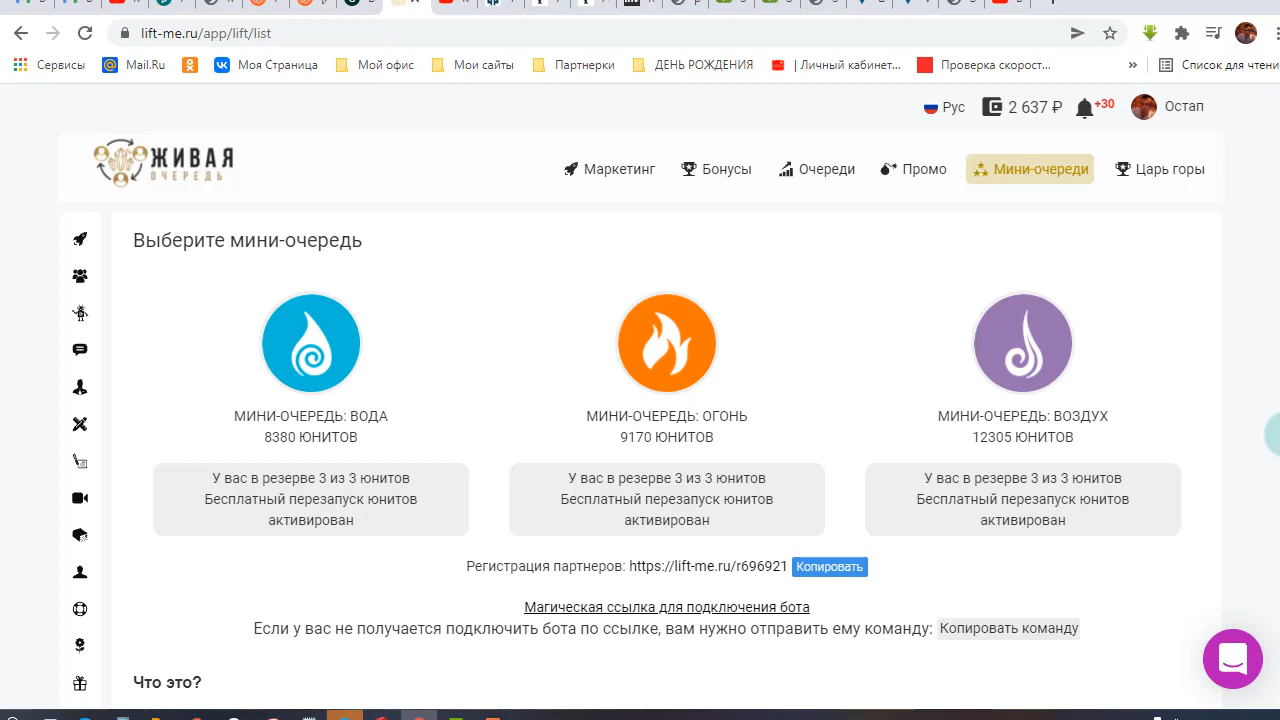 lift-me.ru/app/lift/list
Сервисы Mail.Ru Моя Страница Мой офис Мои сайты Партнерки ДЕНЬ РОЖДЕНИЯ | Личный кабинет... Проверка скорост... » Список для чтени
Рус 2 637 ₽ +30 Остап
ЖИВАЯ
ОЧЕРЕДЬ
Маркетинг Бонусы Очереди Промо Мини-очереди Царь горы
Выберите мини-очередь
МИНИ-ОЧЕРЕДЬ: ВОДА
8380 ЮНИТОВ
У вас в резерве 3 из 3 юнитов
Бесплатный перезапуск юнитов
активирован
МИНИ-ОЧЕРЕДЬ: ОГОНЬ
9170 ЮНИТОВ
У вас в резерве 3 из 3 юнитов
Бесплатный перезапуск юнитов
активирован
МИНИ-ОЧЕРЕДЬ: ВОЗДУХ
12305 ЮНИТОВ
У вас в резерве 3 из 3 юнитов
Бесплатный перезапуск юнитов
активирован
Регистрация партнеров: https://lift-me.ru/r696921 Копировать
Магическая ссылка для подключения бота
Если у вас не получается подключить бота по ссылке, вам нужно отправить ему команду: Копировать команду
Что это?